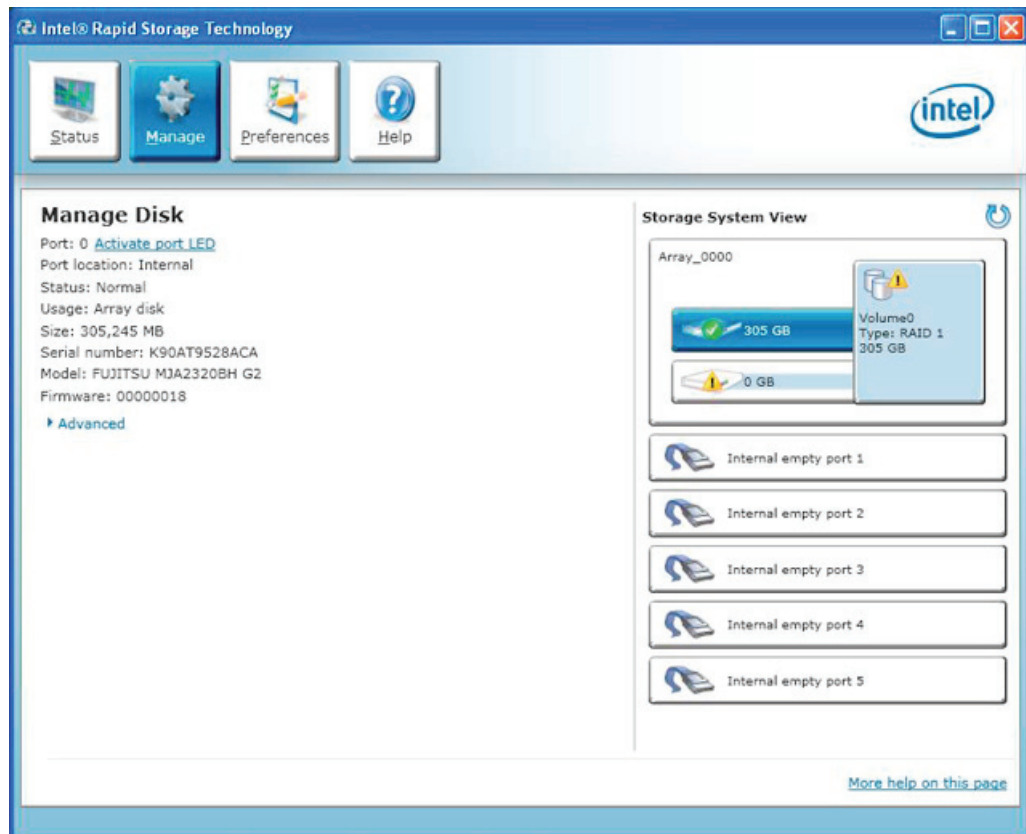 Intel® Rapid Storage Technology
Status
Manage
Preferences
Help
intel
Manage Disk
Port: 0 Activate port LED
Port location: Internal
Status: Normal
Usage: Array disk
Size: 305,245 MB
Serial number: K90AT9528ACA
Model: FUJITSU MJA2320BH G2
Firmware: 00000018
Advanced
Storage System View
Array_0000
305 GB
0 GB
Volume0
Type: RAID 1
305 GB
Internal empty port 1
Internal empty port 2
Internal empty port 3
Internal empty port 4
Internal empty port 5
More help on this page